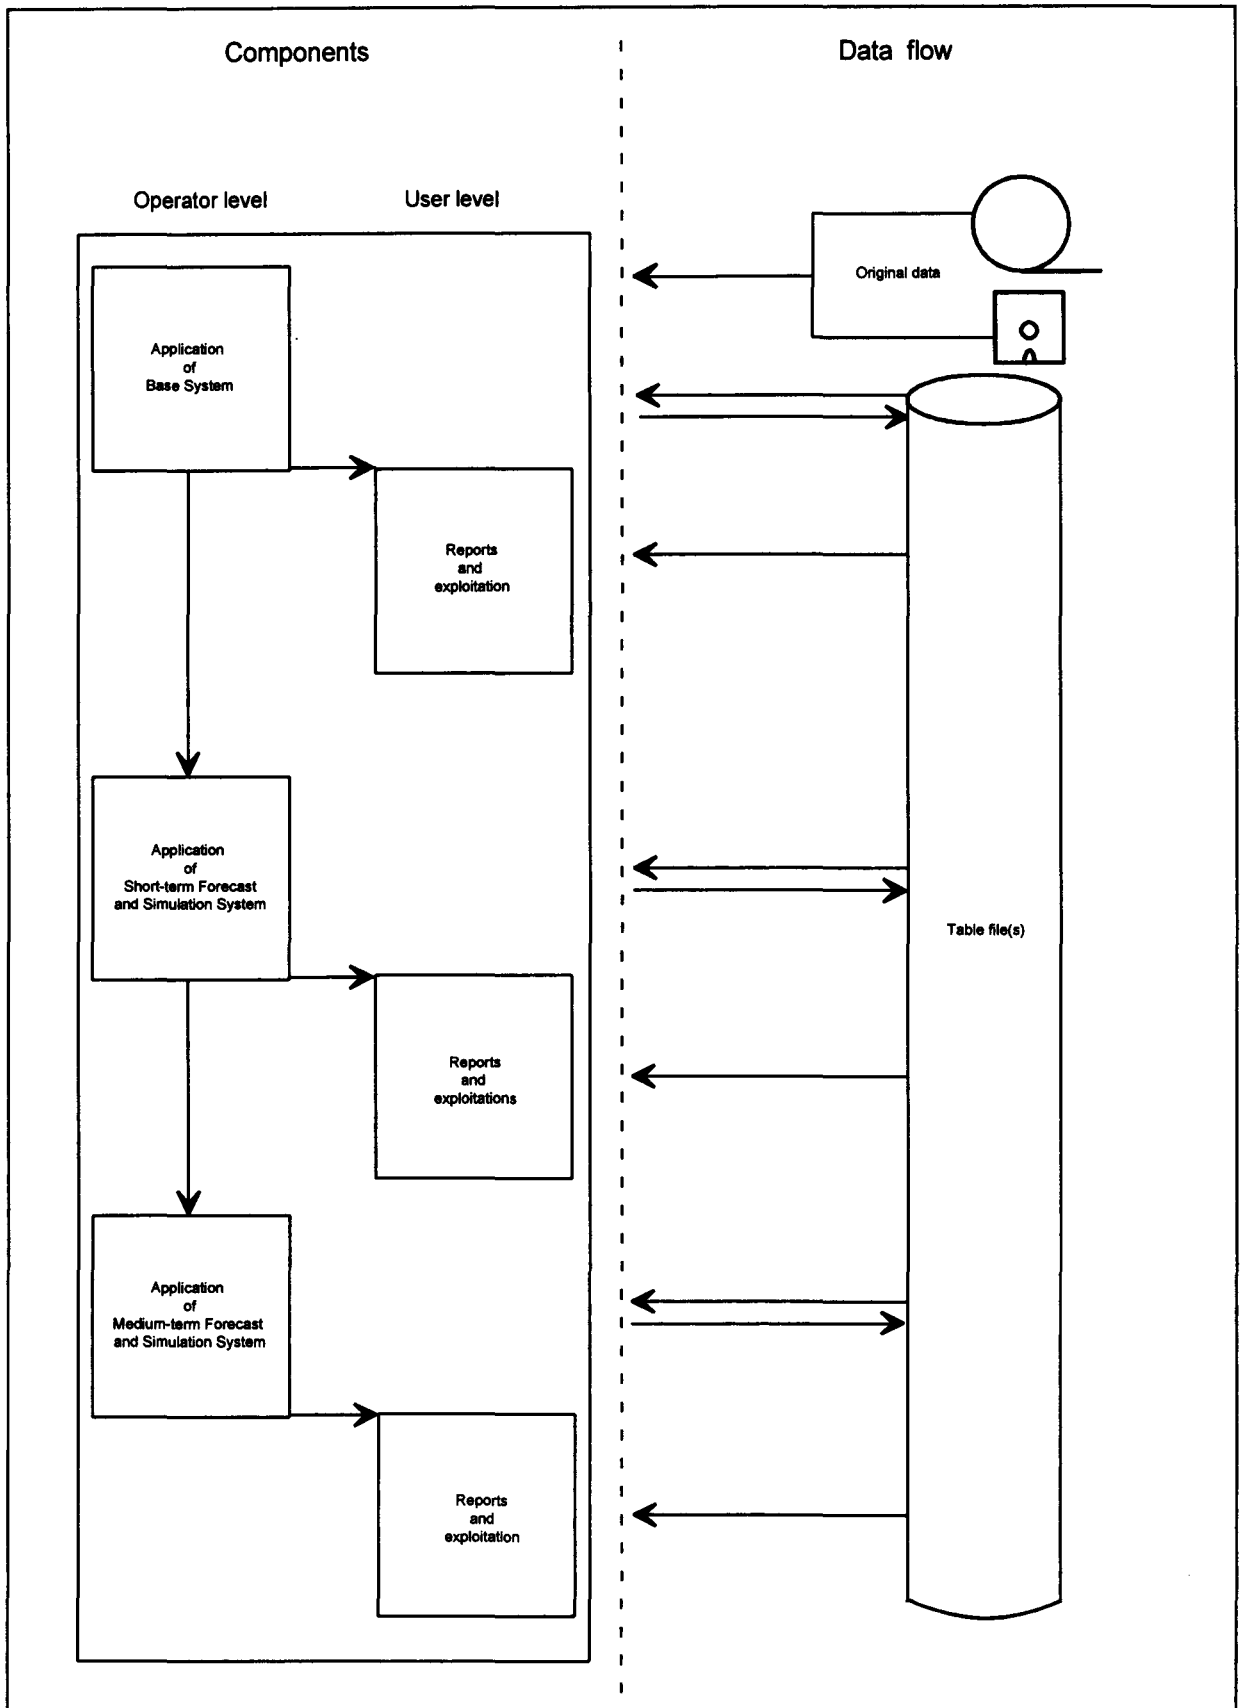 Components
Data flow
Operator level
User level
Original data
Application
of
Base System
Reports
and
exploitation
Application
of
Short-term Forecast
and Simulation System
Table file(s)
Reports
and
exploitations
Application
of
Medium-term Forecast
and Simulation System
Reports
and
exploitation